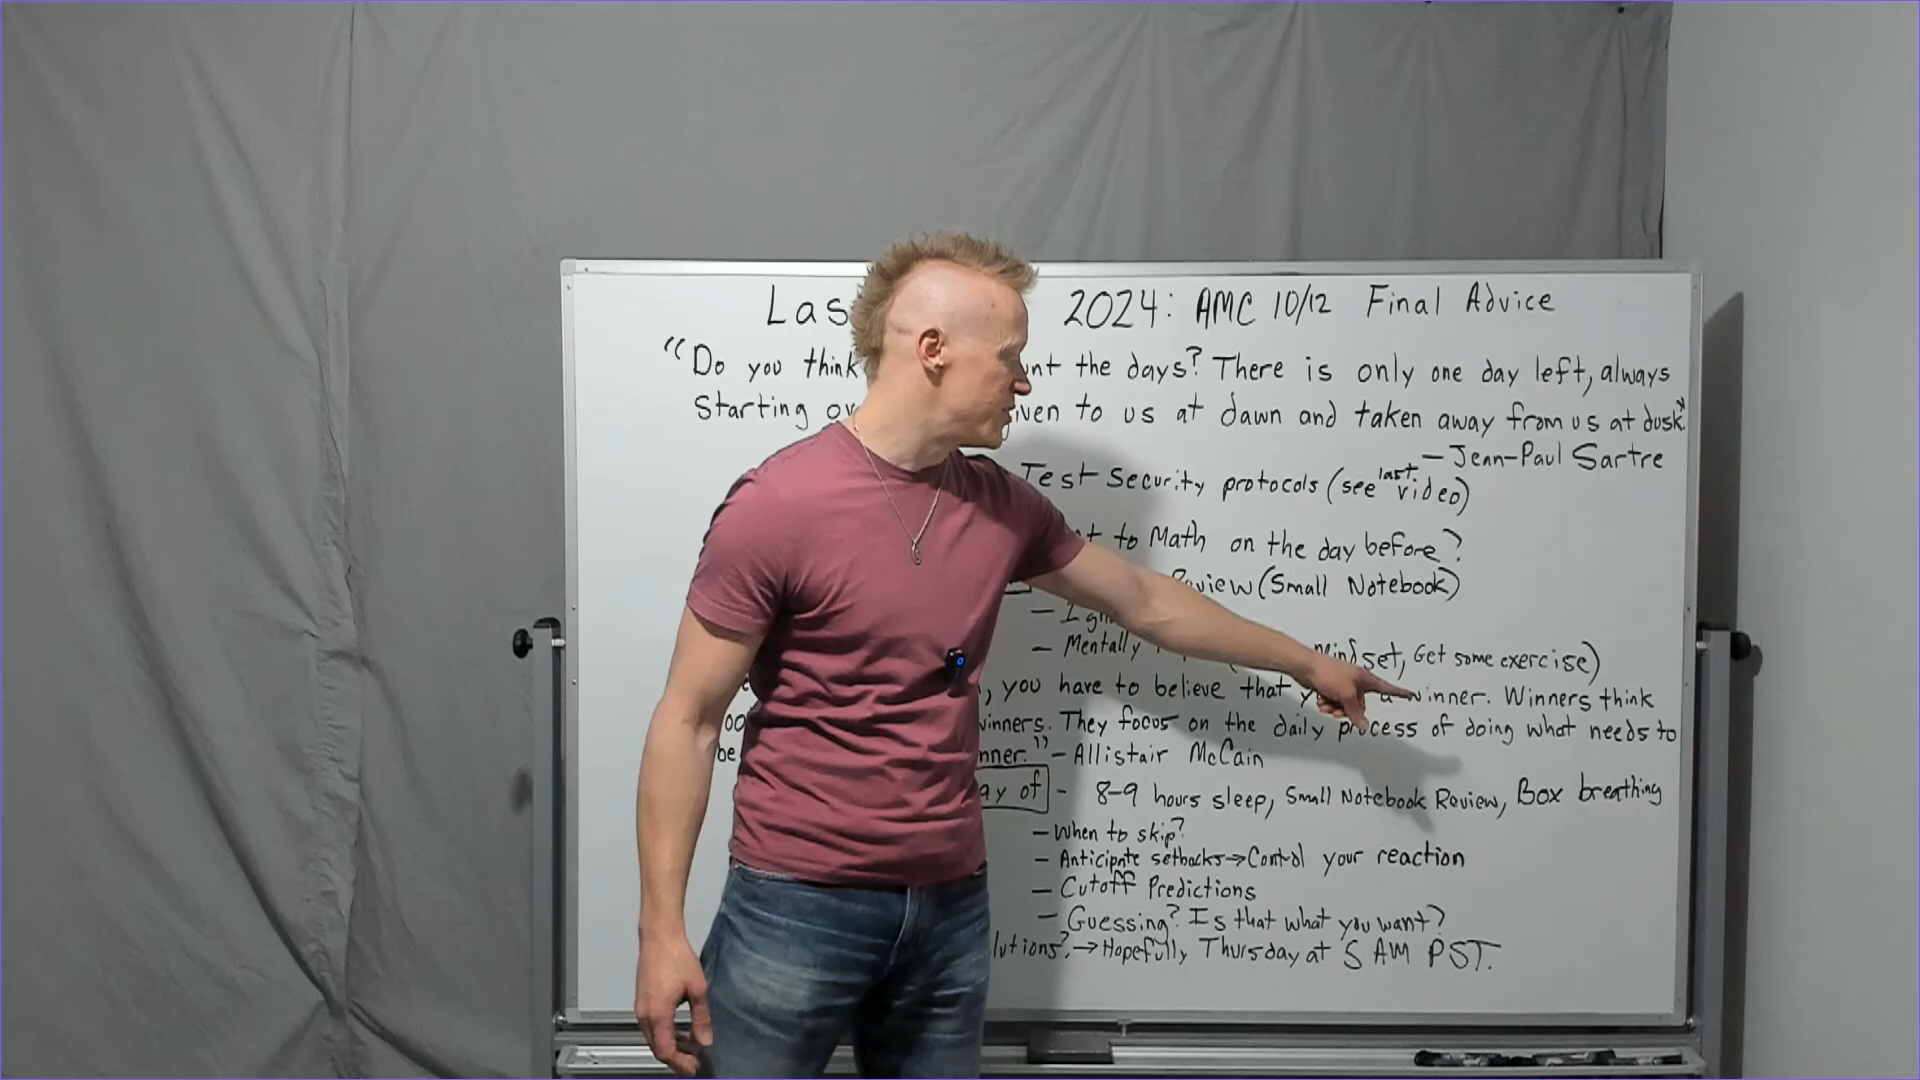 Las 2024: AMC 10/12 Final Advice
"Do you think unt the days? There is only one day left, always
Starting ov given to us at dawn and taken away from us at dusk."
- Jean-Paul Sartre
Test Security protocols (see last video)
to Math on the day before?
Review (Small Notebook)
- Ign
- Mentally mindset, Get some exercise)
, you have to believe that a winner. Winners think
winners. They focus on the daily process of doing what needs to
be nner." - Allistair McCain
ay of - 8-9 hours sleep, Small Notebook Review, Box breathing
- When to skip?
- Anticipate setbacks → Control your reaction
- Cutoff Predictions
- Guessing? Is that what you want?
lutions? → Hopefully Thursday at 5 AM PST.